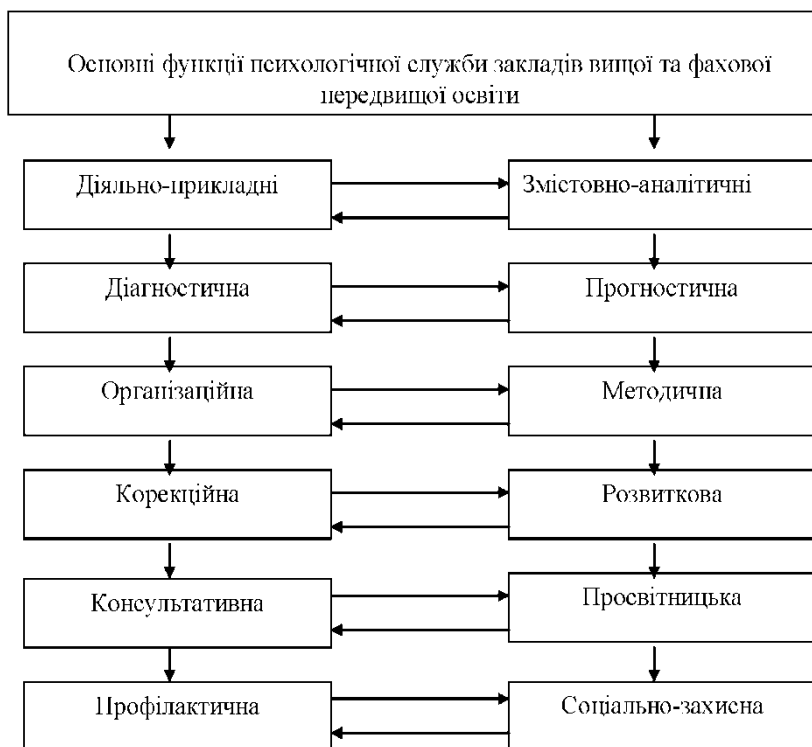 Основні функції психологічної служби закладів вищої та фахової
передвищої освіти
Діяльно-прикладні
Змістовно-аналітичні
Діагностична
Прогностична
Організаційна
Методична
Корекційна
Розвиткова
Консультативна
Просвітницька
Профілактична
Соціально-захисна